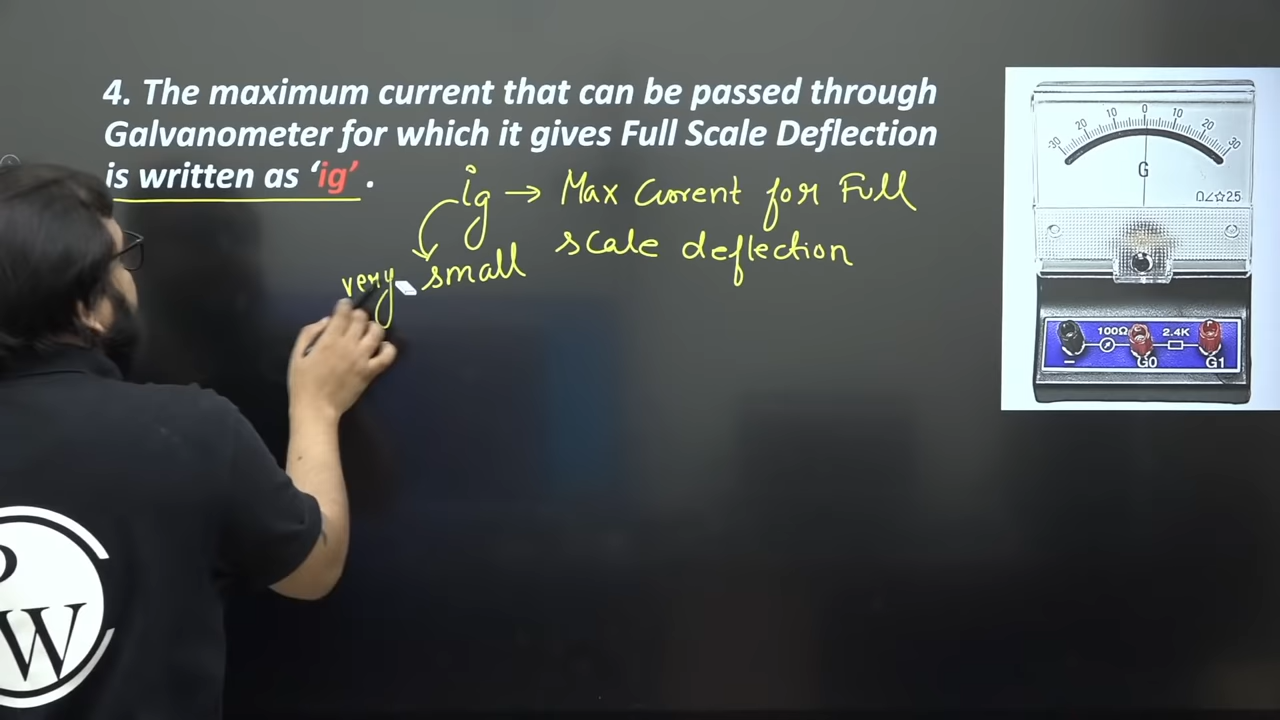 4. The maximum current that can be passed through
Galvanometer for which it gives Full Scale Deflection
is written as ‘ig’ .
ig → Max Current for Full
scale deflection
very small
30 20 10 0 10 20 30
G
Ω∠☆2.5
100Ω 2.4K
– G0 G1
P
W